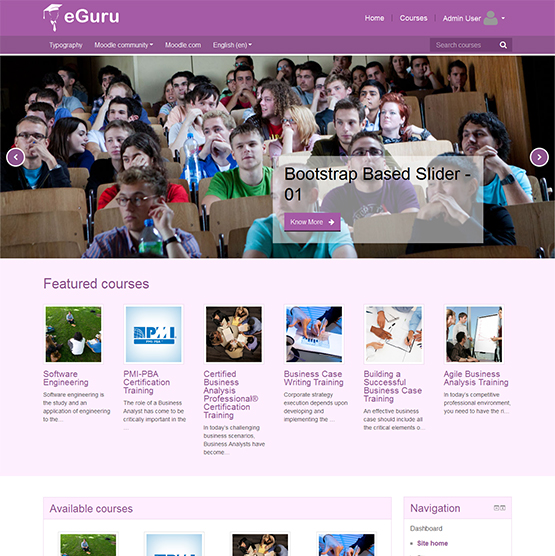 eGuru
Home
Courses
Admin User
Typography
Moodle community
Moodle.com
English (en)
Search courses
Bootstrap Based Slider -
01
Know More
Featured courses
Software
Engineering
Software engineering is
the study and an
application of engineering
to the...
PMI
PMI-PBA
Certification
Training
The role of a Business
Analyst has come to be
critically important in the
...
Certified
Business
Analysis
Professional®
Certification
Training
In today's challenging
business scenarios,
Business Analysts have
become...
Business Case
Writing Training
Corporate strategy
execution depends upon
developing and
implementing the ...
Building a
Successful
Business Case
Training
An effective business
case should include all
the critical elements o...
Agile Business
Analysis Training
In today's competitive
professional environment,
you need to have the ri...
Available courses
Navigation
Dashboard
Site home